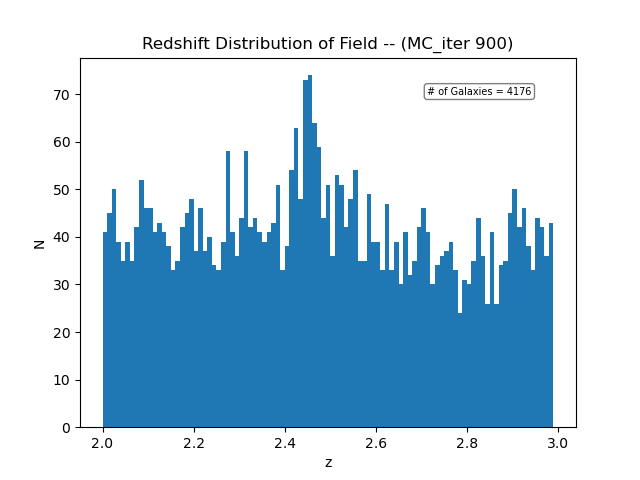 Redshift Distribution of Field -- (MC_iter 900)
# of Galaxies = 4176
70
60
50
40
30
20
10
0
N
2.0 2.2 2.4 2.6 2.8 3.0
z